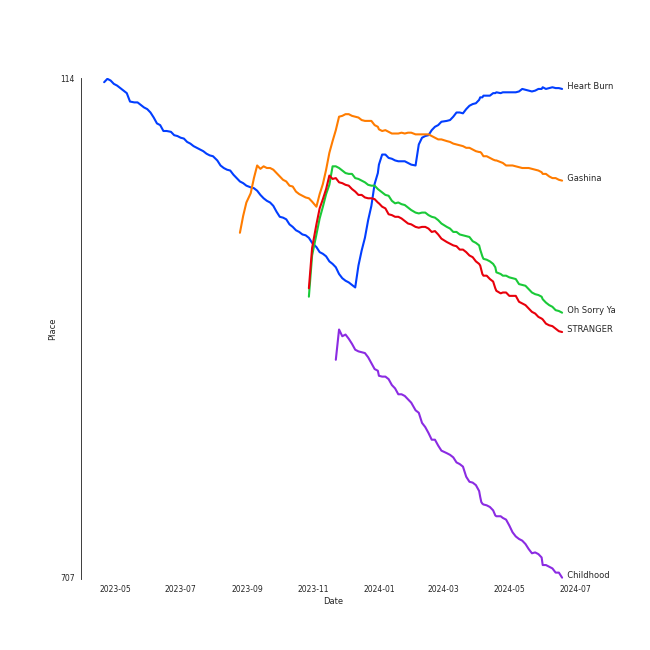 114
Heart Burn
Gashina
Oh Sorry Ya
STRANGER
Place
Childhood
707
2023-05 2023-07 2023-09 2023-11 2024-01 2024-03 2024-05 2024-07
Date